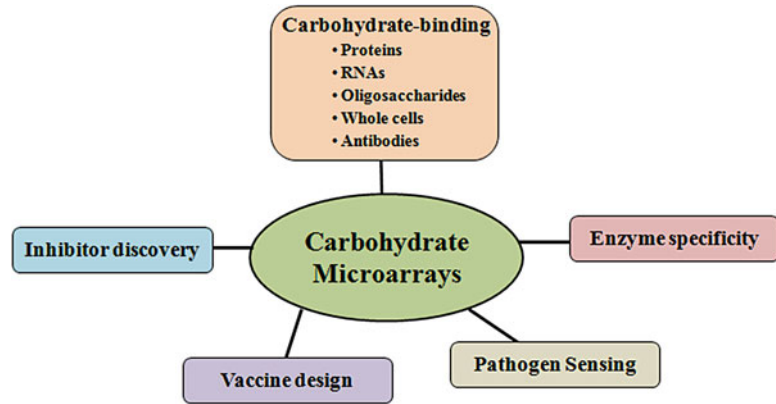 Carbohydrate-binding
• Proteins
• RNAs
• Oligosaccharides
• Whole cells
• Antibodies
Inhibitor discovery
Carbohydrate
Microarrays
Enzyme specificity
Vaccine design
Pathogen Sensing